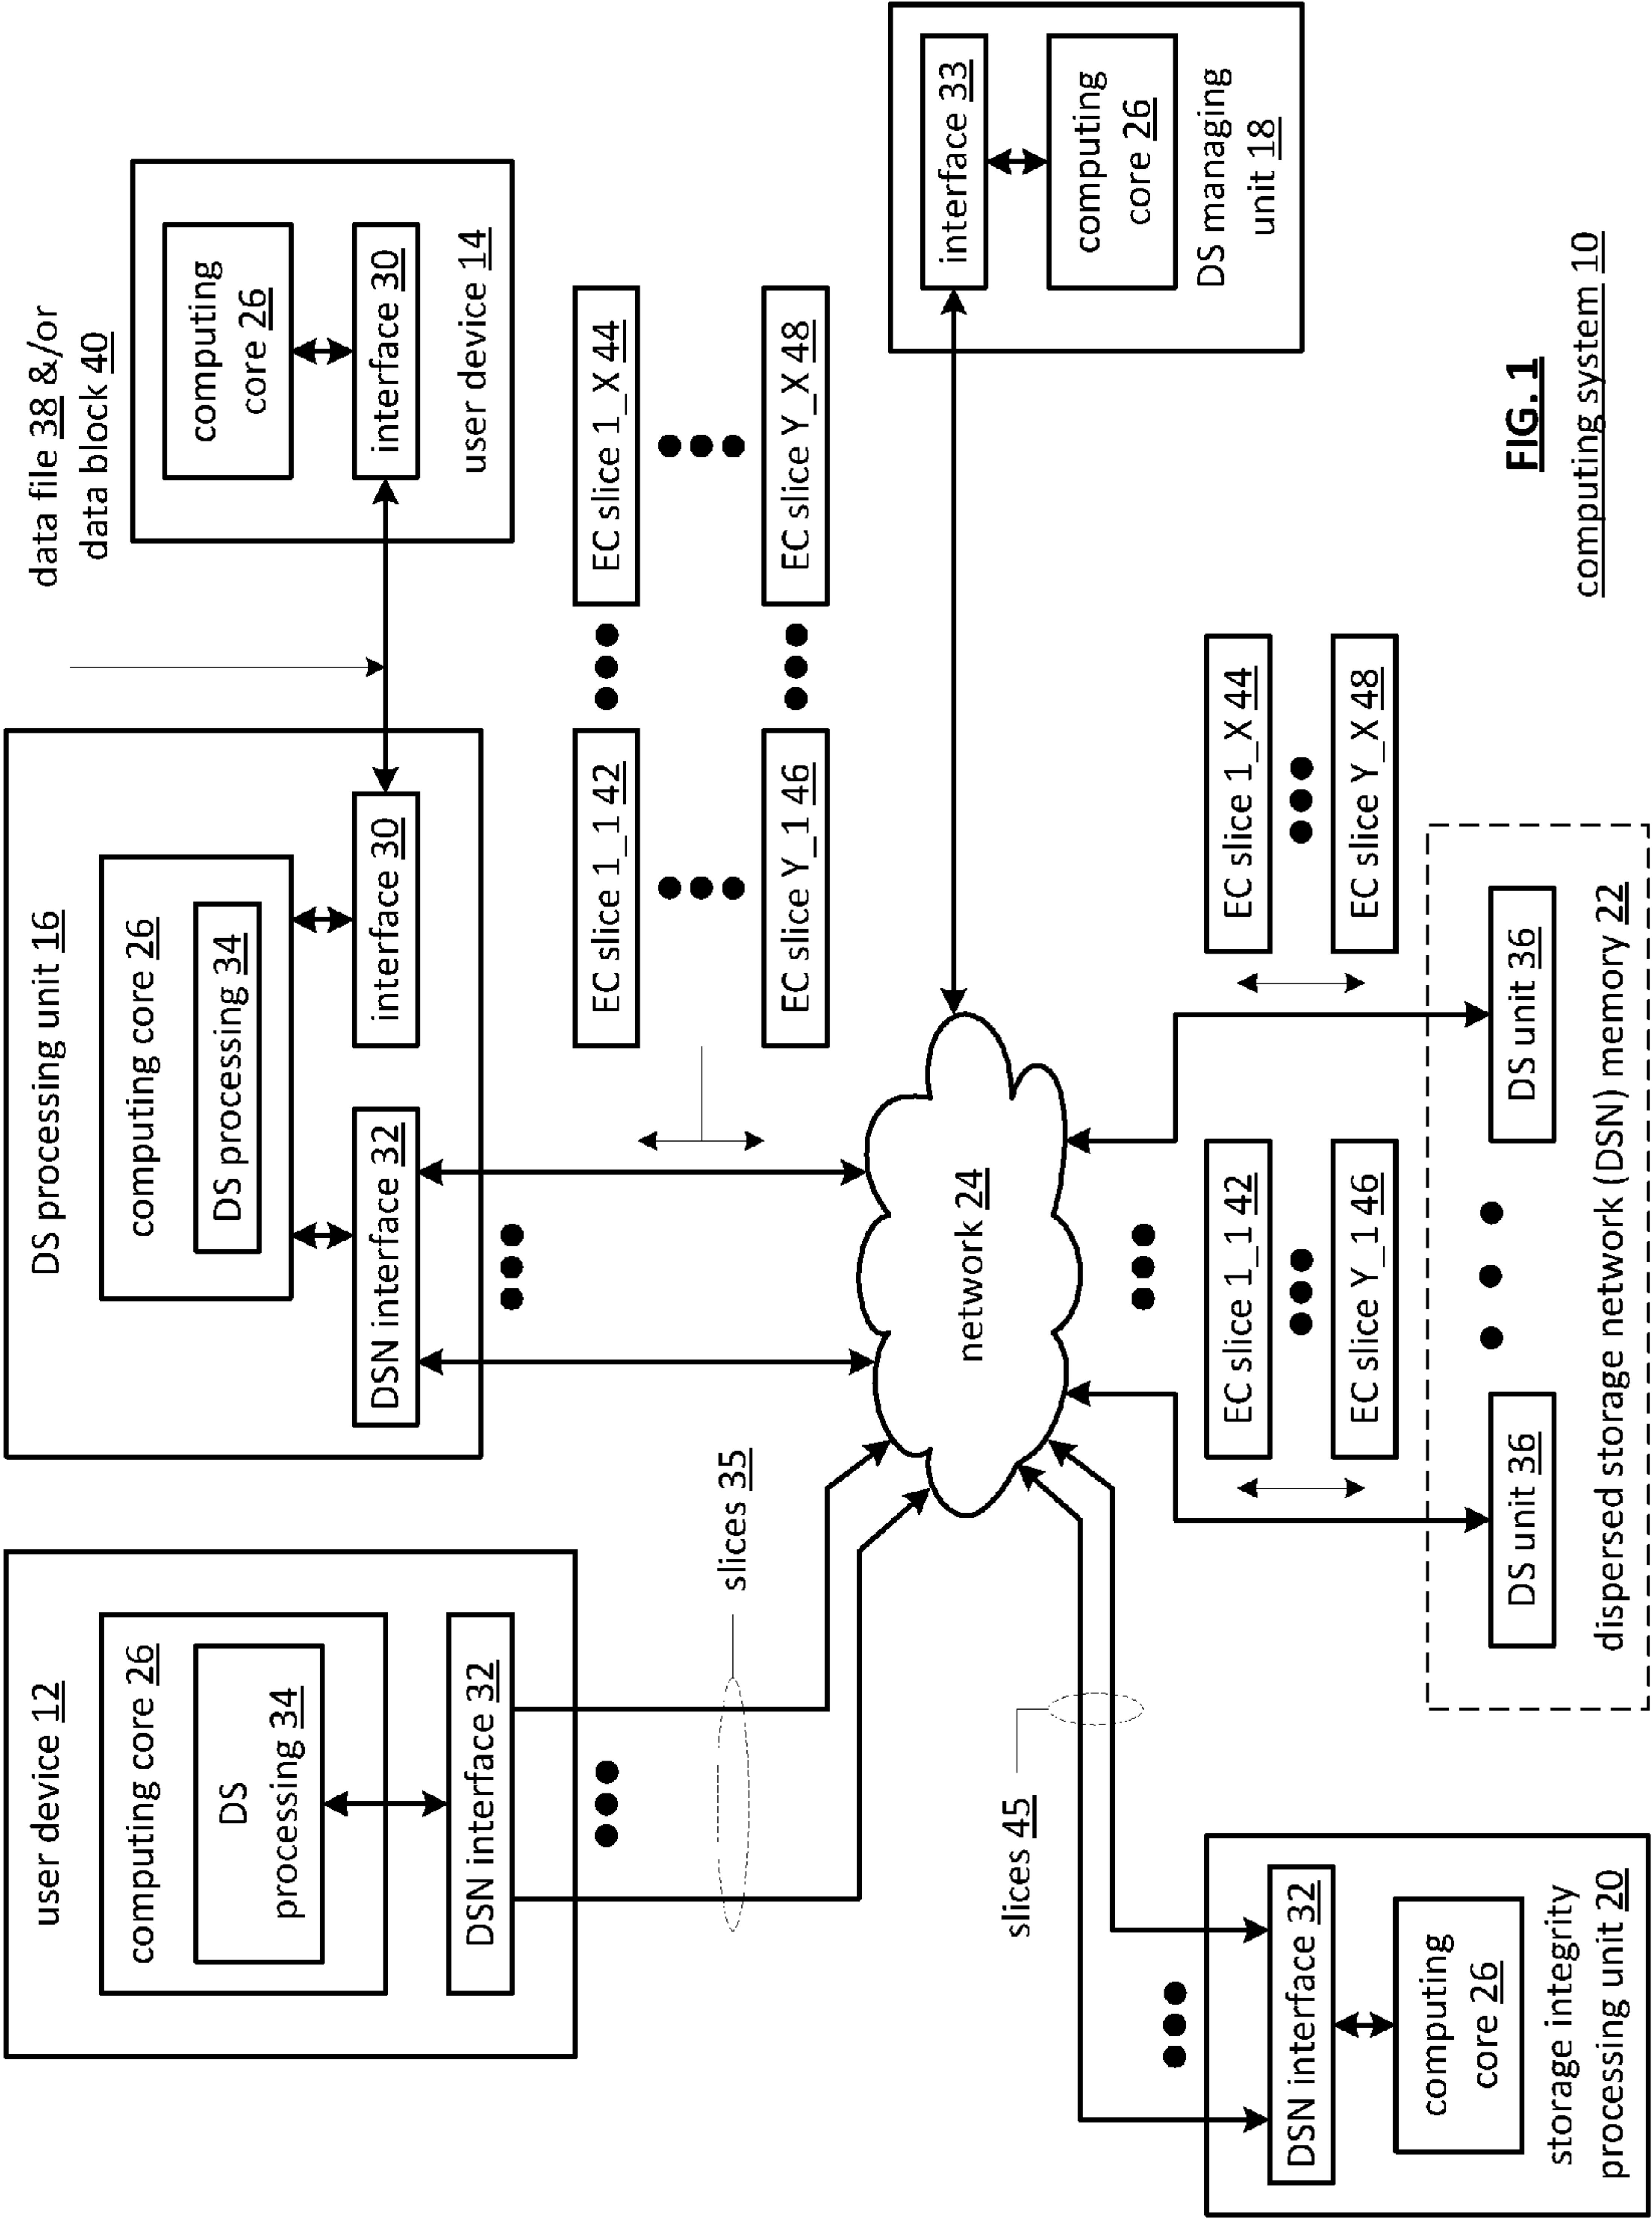 user device 12
computing core 26
DS
processing 34
DSN interface 32
slices 35
DS processing unit 16
computing core 26
DS processing 34
DSN interface 32
interface 30
data file 38 &/or
data block 40
computing
core 26
interface 30
user device 14
EC slice 1_1 42
EC slice 1_X 44
EC slice Y_1 46
EC slice Y_X 48
network 24
interface 33
computing
core 26
DS managing
unit 18
slices 45
DSN interface 32
computing
core 26
storage integrity
processing unit 20
EC slice 1_1 42
EC slice Y_1 46
EC slice 1_X 44
EC slice Y_X 48
DS unit 36
DS unit 36
dispersed storage network (DSN) memory 22
FIG. 1
computing system 10